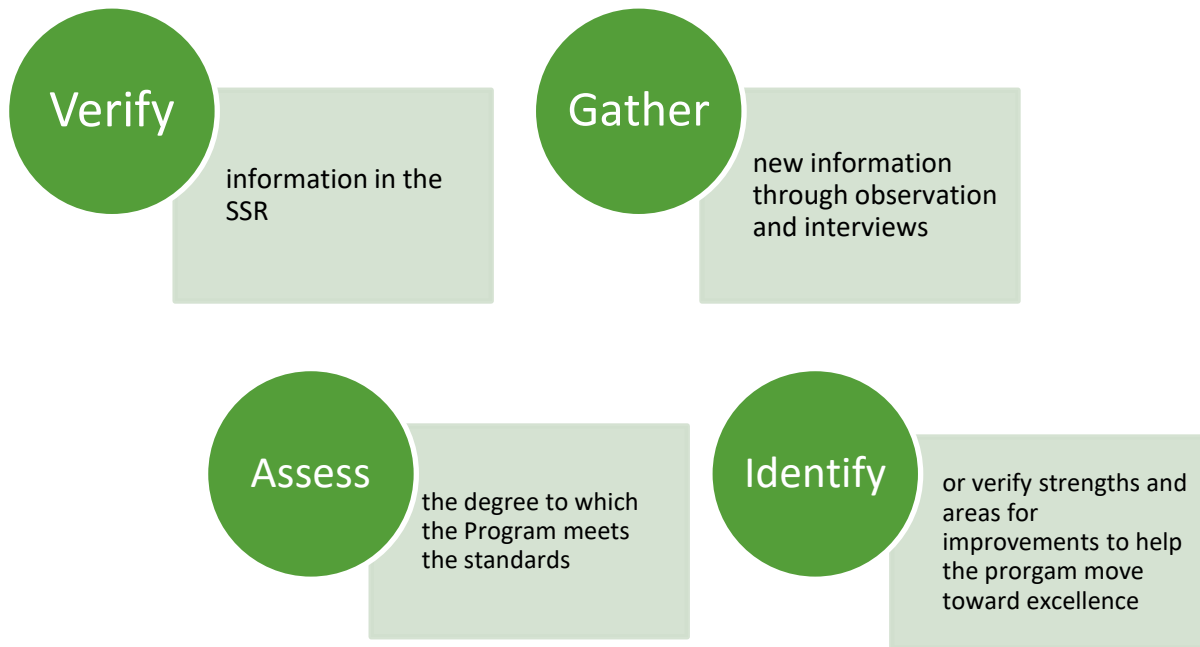 Verify
information in the
SSR
Gather
new information
through observation
and interviews
Assess
the degree to which
the Program meets
the standards
Identify
or verify strengths and
areas for
improvements to help
the prorgam move
toward excellence